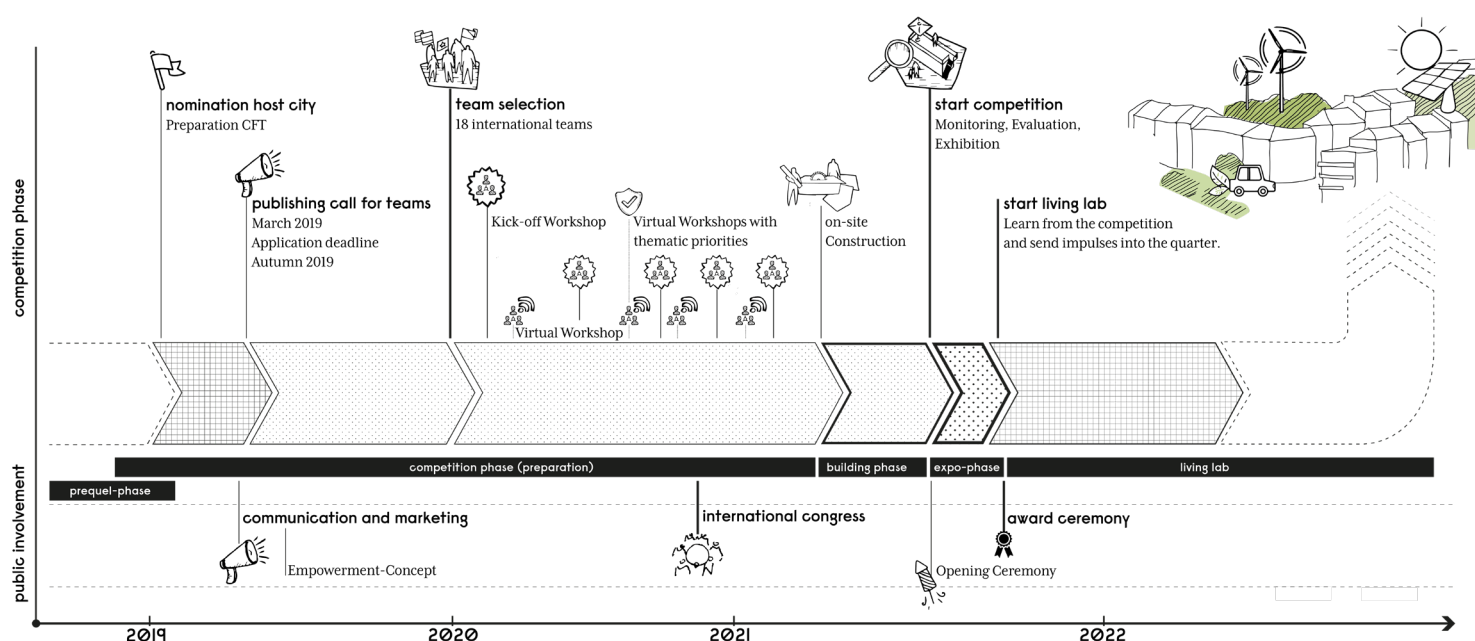 competition phase
nomination host city
Preparation CFT
publishing call for teams
March 2019
Application deadline
Autumn 2019
team selection
18 international teams
Kick-off Workshop
Virtual Workshop
Virtual Workshops with
thematic priorities
on-site
Construction
start competition
Monitoring, Evaluation,
Exhibition
start living lab
Learn from the competition
and send impulses into the quarter.
competition phase (preparation)
building phase
expo-phase
living lab
prequel-phase
public involvement
communication and marketing
Empowerment-Concept
international congress
award ceremony
Opening Ceremony
2019
2020
2021
2022